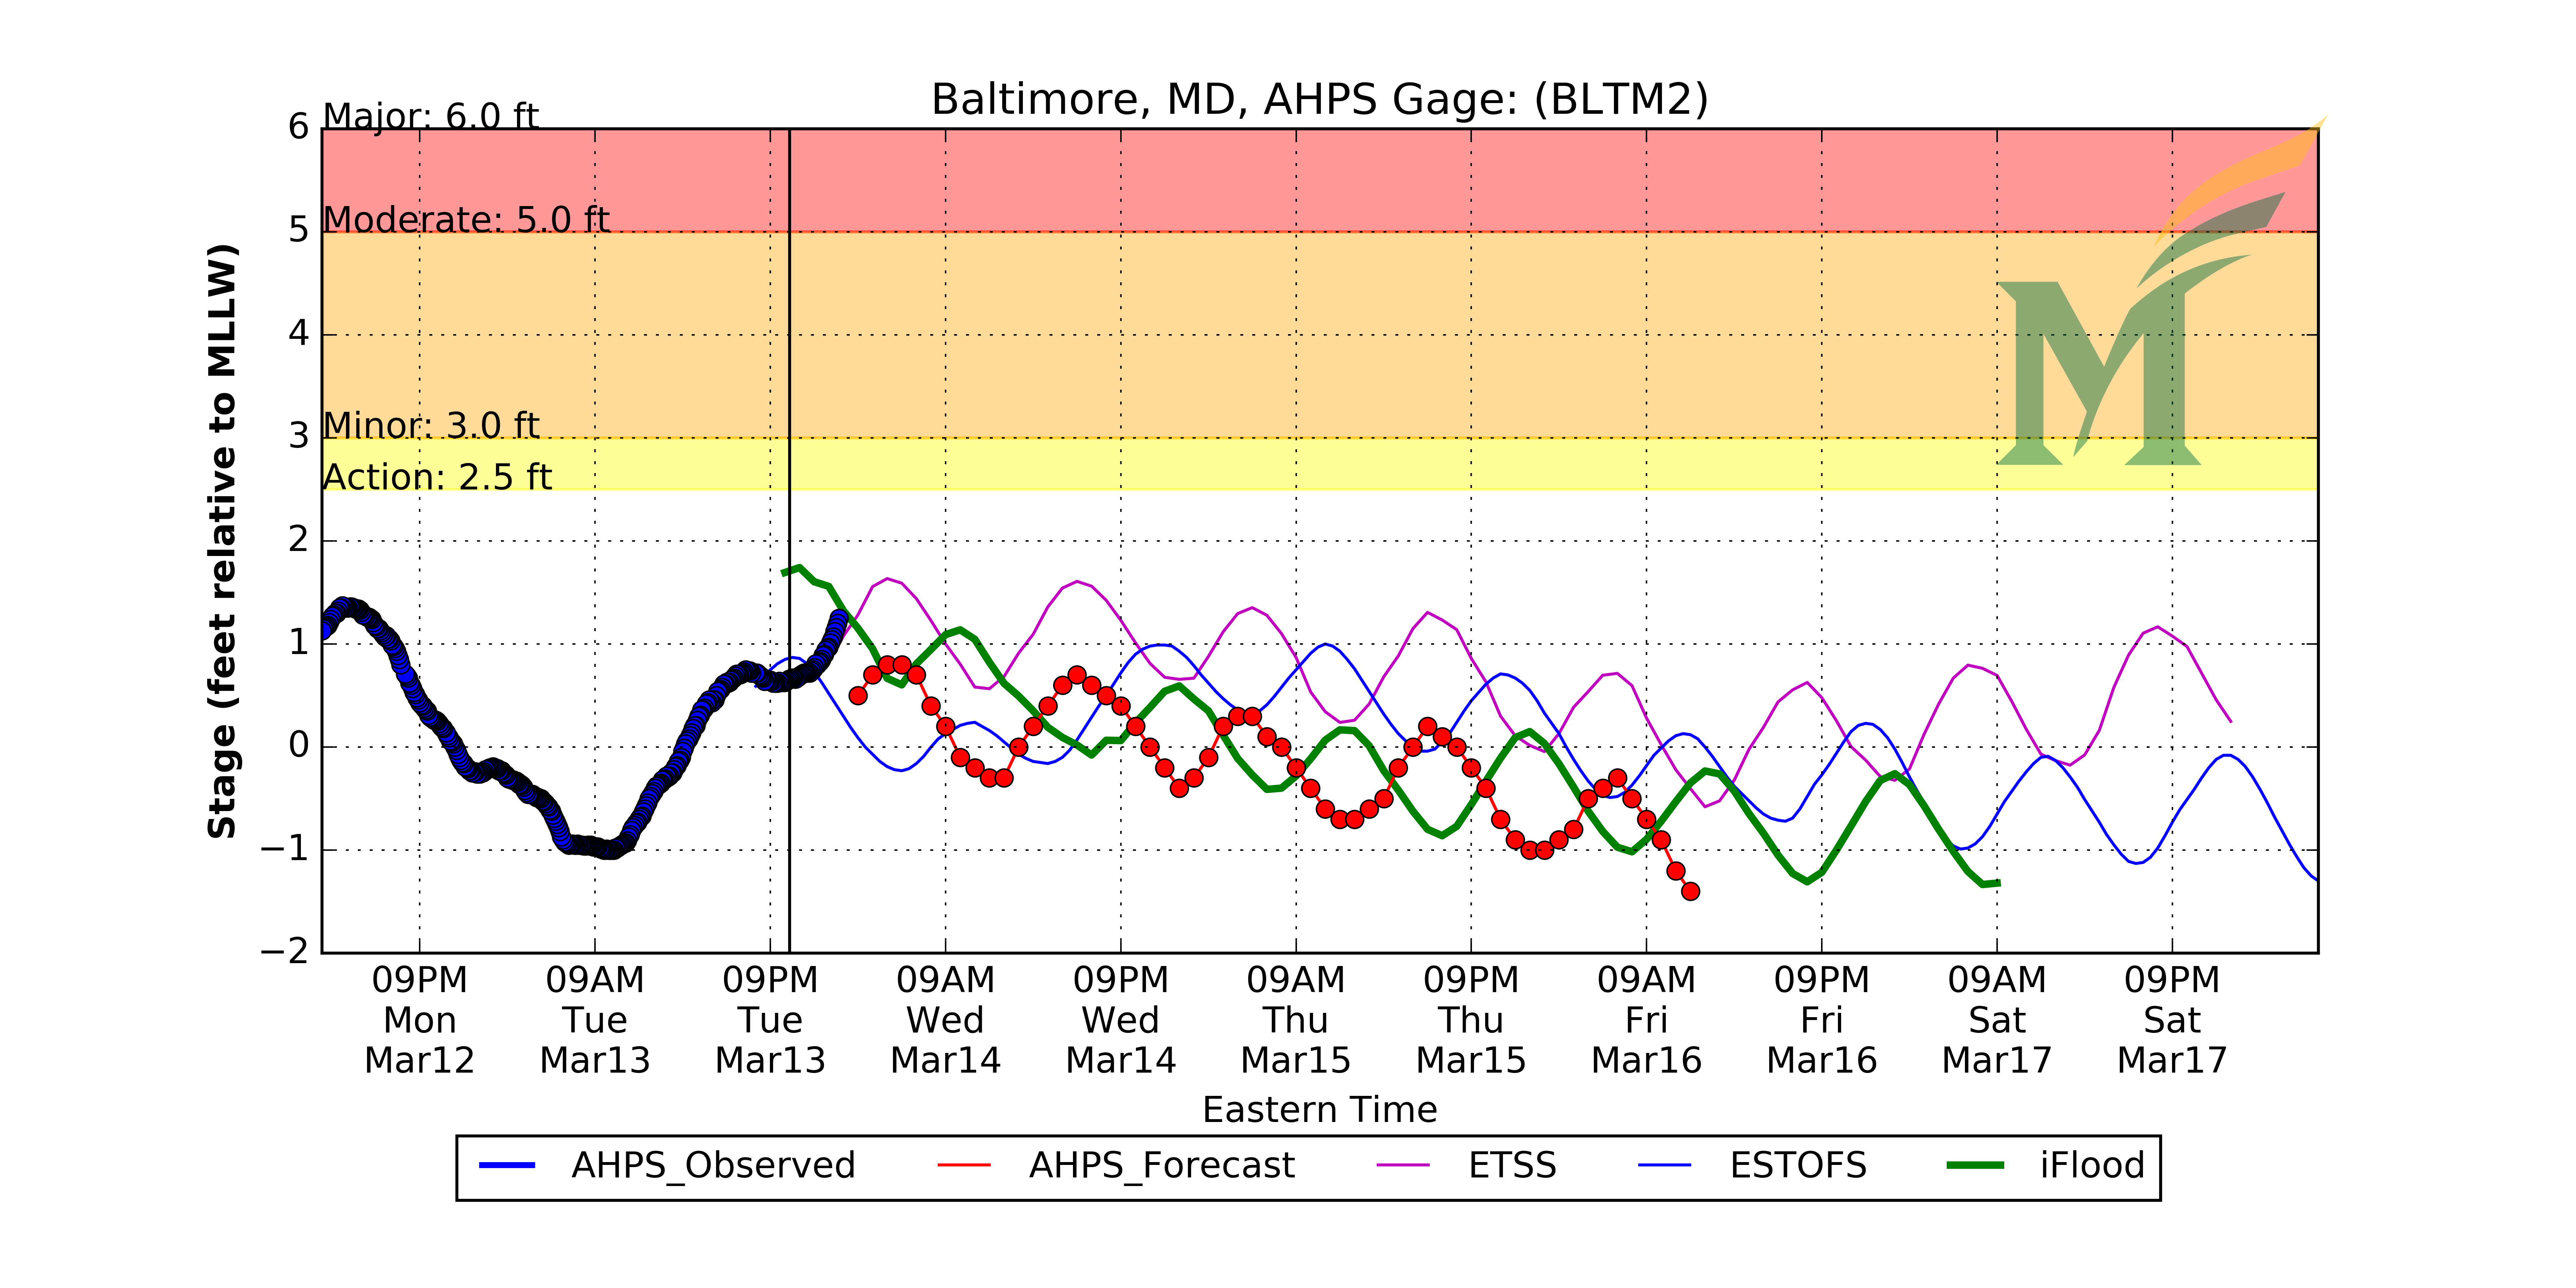 Baltimore, MD, AHPS Gage: (BLTM2)
Major: 6.0 ft
Moderate: 5.0 ft
Minor: 3.0 ft
Action: 2.5 ft
6
5
4
3
2
1
0
−1
−2
Stage (feet relative to MLLW)
09PM 09AM 09PM 09AM 09PM 09AM 09PM 09AM 09PM 09AM 09PM
Mon Tue Tue Wed Wed Thu Thu Fri Fri Sat Sat
Mar12 Mar13 Mar13 Mar14 Mar14 Mar15 Mar15 Mar16 Mar16 Mar17 Mar17
Eastern Time
AHPS_Observed AHPS_Forecast ETSS ESTOFS iFlood
M